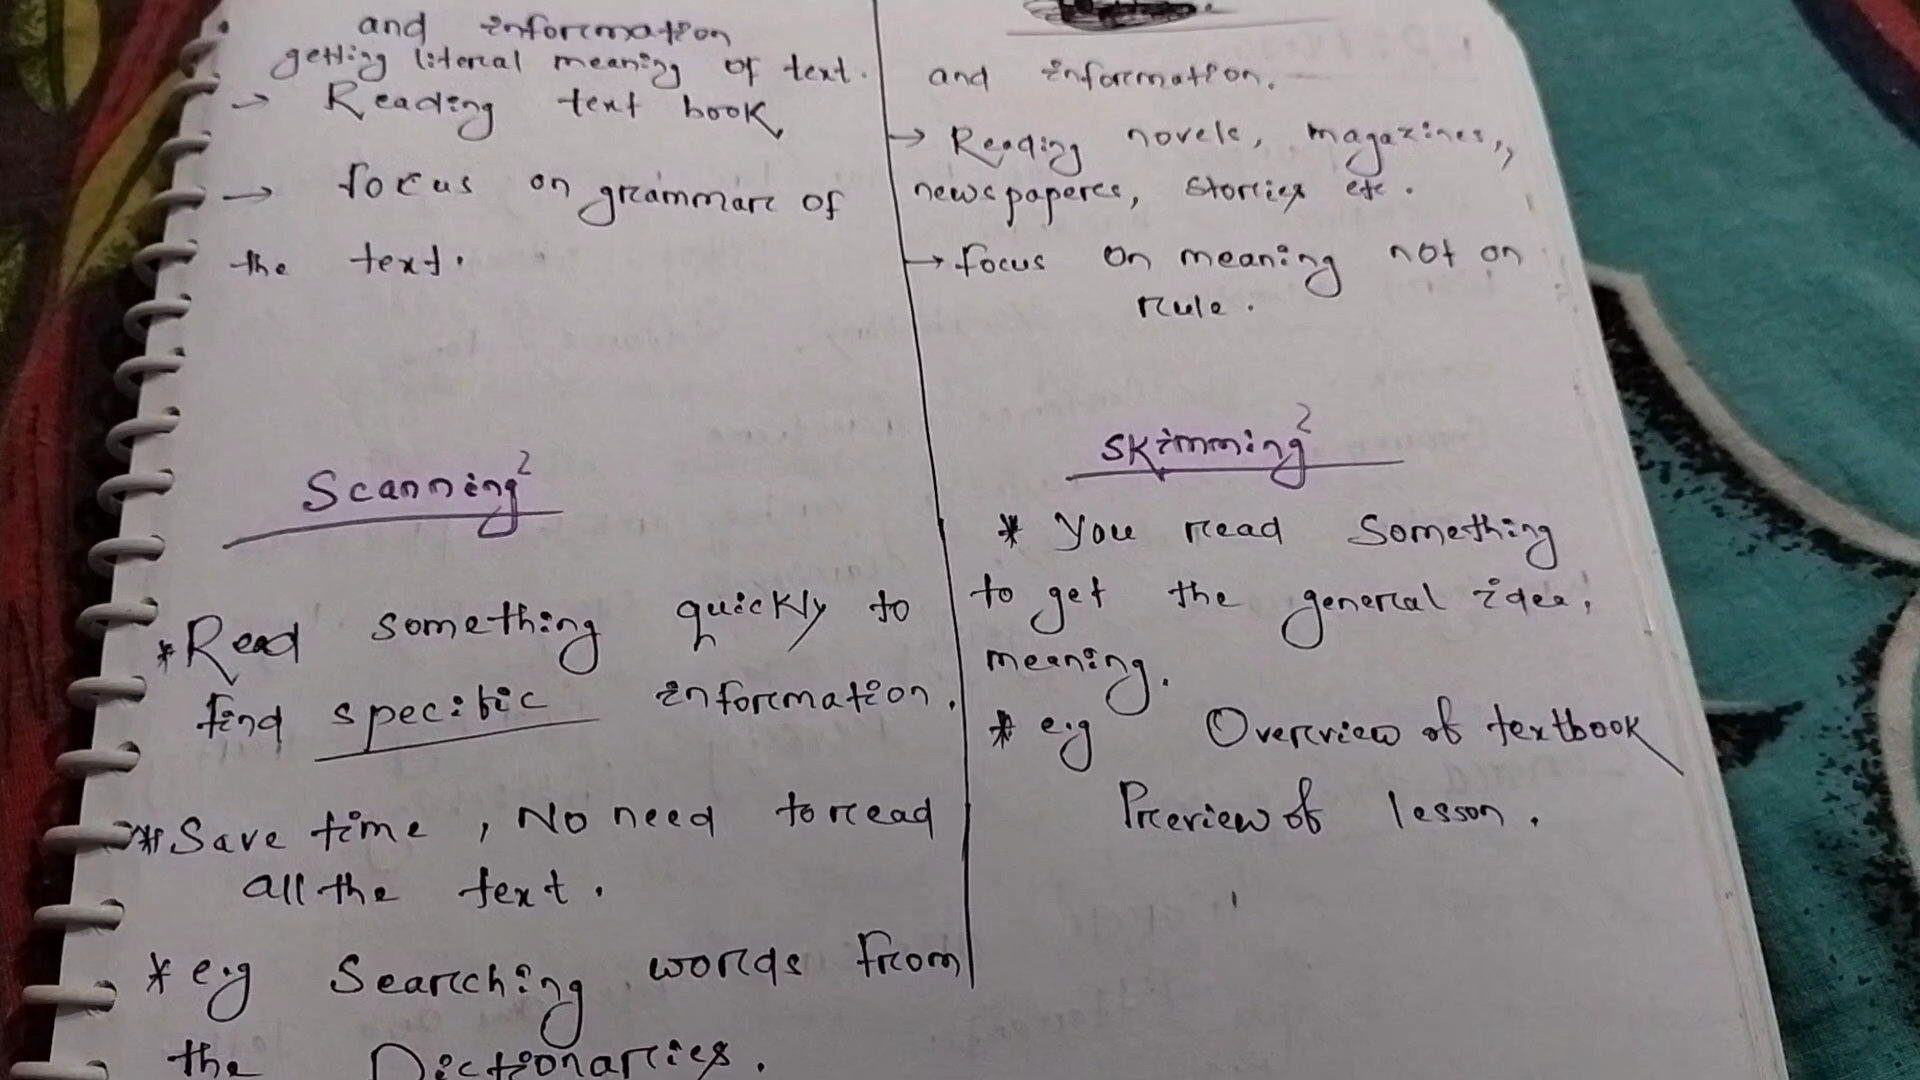 and information
getting literal meaning of text.
→ Reading text book,
→ focus on grammar of
the text.
and information.
→ Reading novels, magazines,,
newspapers, stories etc.
→ focus on meaning not on
rule.
Scanning²
*Read something quickly to
find specific information.
* Save time, No need to read
all the text.
* e.g Searching words from
the Dictionaries.
Skimming²
* You read Something
to get the general idea,
meaning.
* e.g Overview of textbook
Preview of lesson.